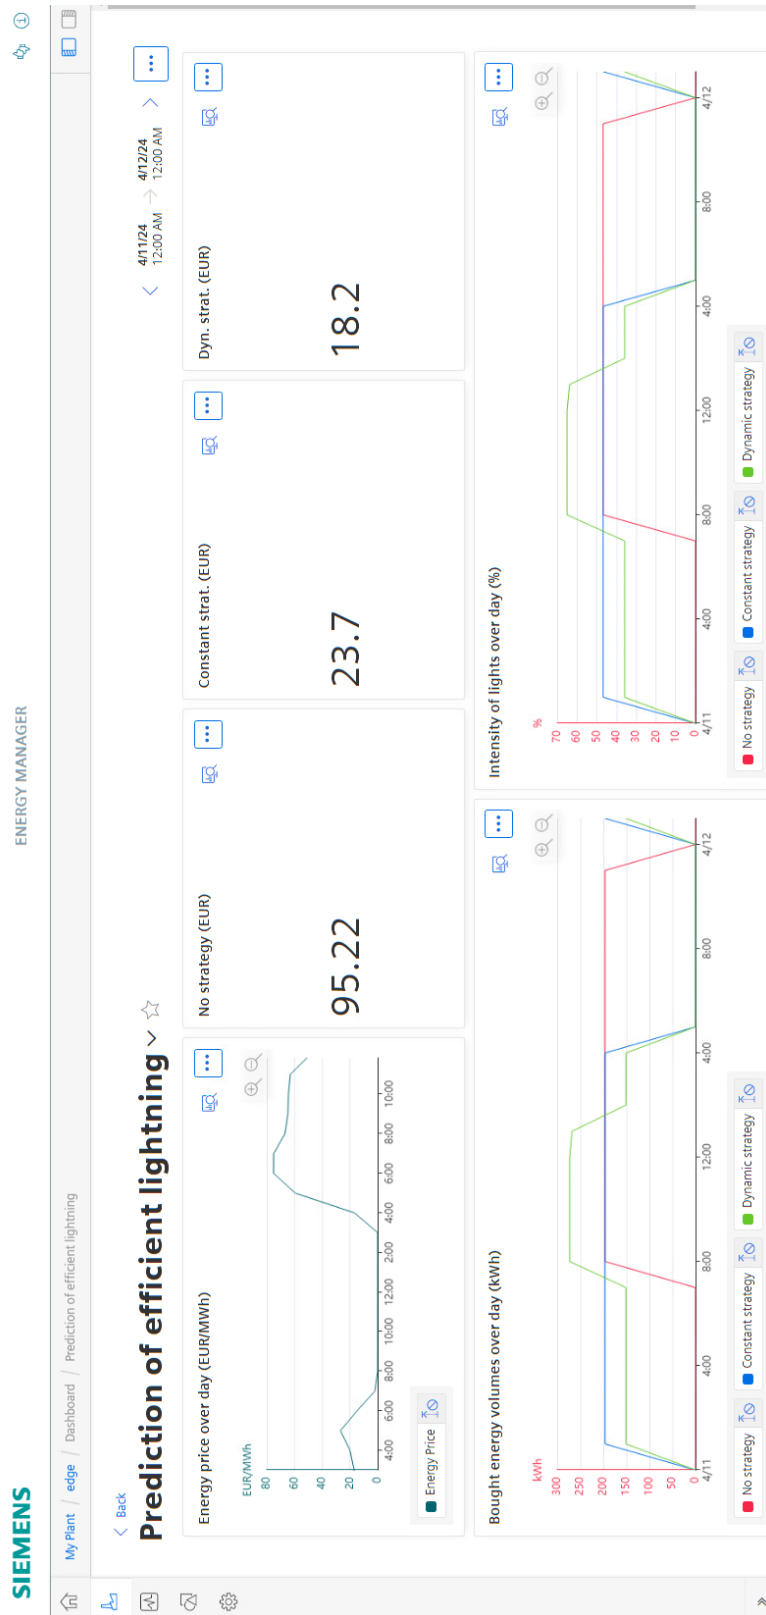 SIEMENS
ENERGY MANAGER
My Plant / edge / Dashboard / Prediction of efficient lightning
Back
Prediction of efficient lightning
4/11/24
12:00 AM
4/12/24
12:00 AM
Energy price over day (EUR/MWh)
EUR/MWh
80
60
40
20
0
4:00 6:00 8:00 10:00 12:00 2:00 4:00 6:00 8:00 10:00
Energy Price
No strategy (EUR)
95.22
Constant strat. (EUR)
23.7
Dyn. strat. (EUR)
18.2
Bought energy volumes over day (kWh)
kWh
300
250
200
150
100
50
0
4/11 4:00 8:00 12:00 4:00 8:00 4/12
No strategy Constant strategy Dynamic strategy
Intensity of lights over day (%)
%
70
60
50
40
30
20
10
0
4/11 4:00 8:00 12:00 4:00 8:00 4/12
No strategy Constant strategy Dynamic strategy